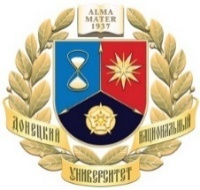 ALMA
MATER
1937
ДОНЕЦКИЙ
НАЦИОНАЛЬНЫЙ
УНИВЕРСИТЕТ